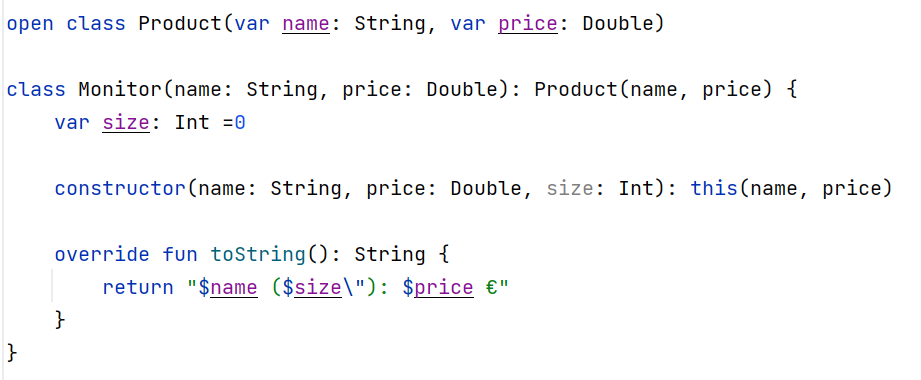 open class Product(var name: String, var price: Double)
class Monitor(name: String, price: Double): Product(name, price) {
var size: Int =0
constructor(name: String, price: Double, size: Int): this(name, price)
override fun toString(): String {
return "$name ($size\"): $price €"
}
}